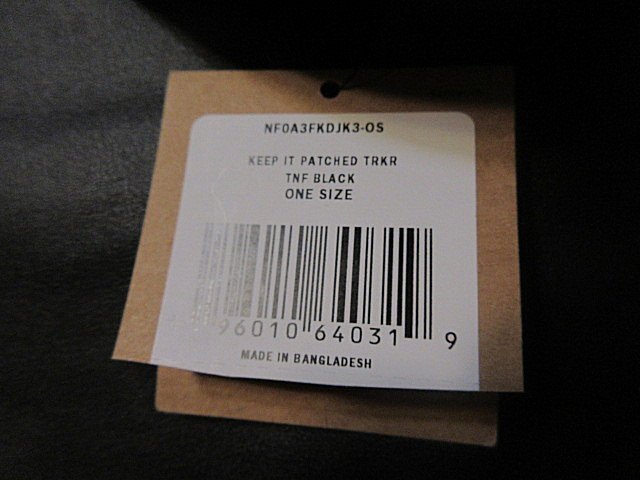 NF0A3FKDJK3-OS
KEEP IT PATCHED TRKR
TNF BLACK
ONE SIZE
96010 64031 9
MADE IN BANGLADESH